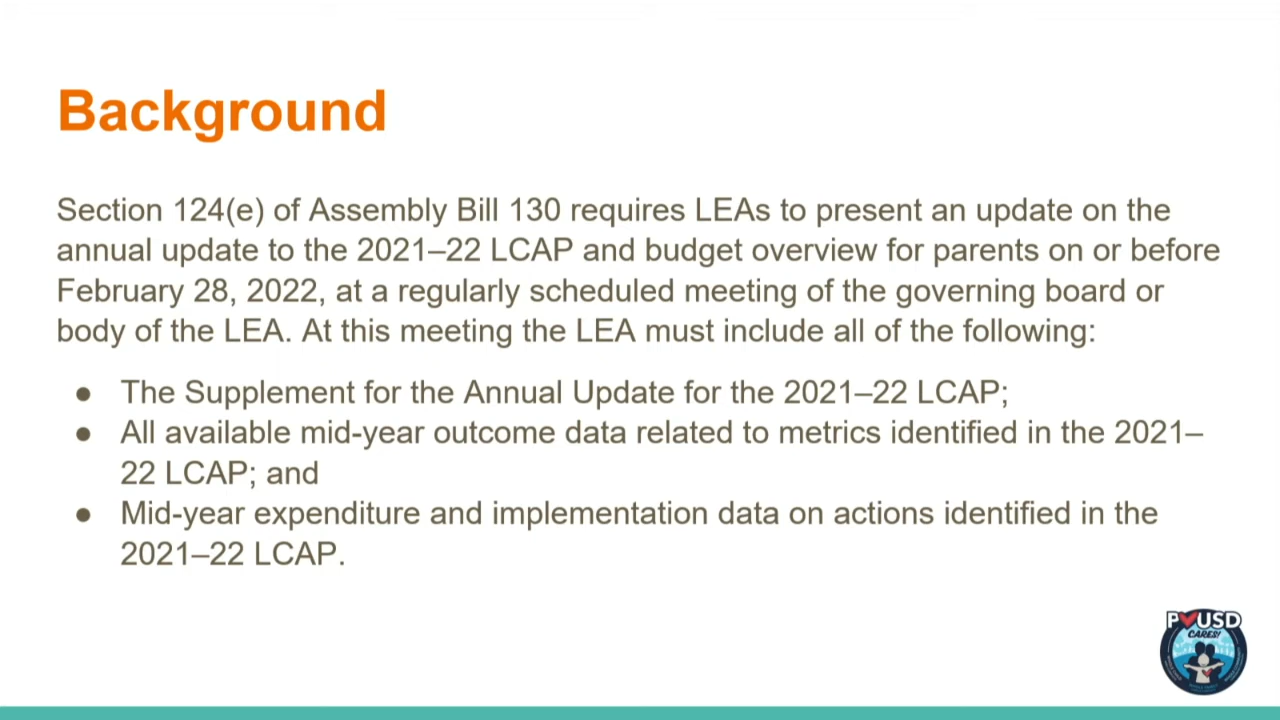 Background
Section 124(e) of Assembly Bill 130 requires LEAs to present an update on the
annual update to the 2021–22 LCAP and budget overview for parents on or before
February 28, 2022, at a regularly scheduled meeting of the governing board or
body of the LEA. At this meeting the LEA must include all of the following:
● The Supplement for the Annual Update for the 2021–22 LCAP;
● All available mid-year outcome data related to metrics identified in the 2021–
22 LCAP; and
● Mid-year expenditure and implementation data on actions identified in the
2021–22 LCAP.
PVUSD
CARES!